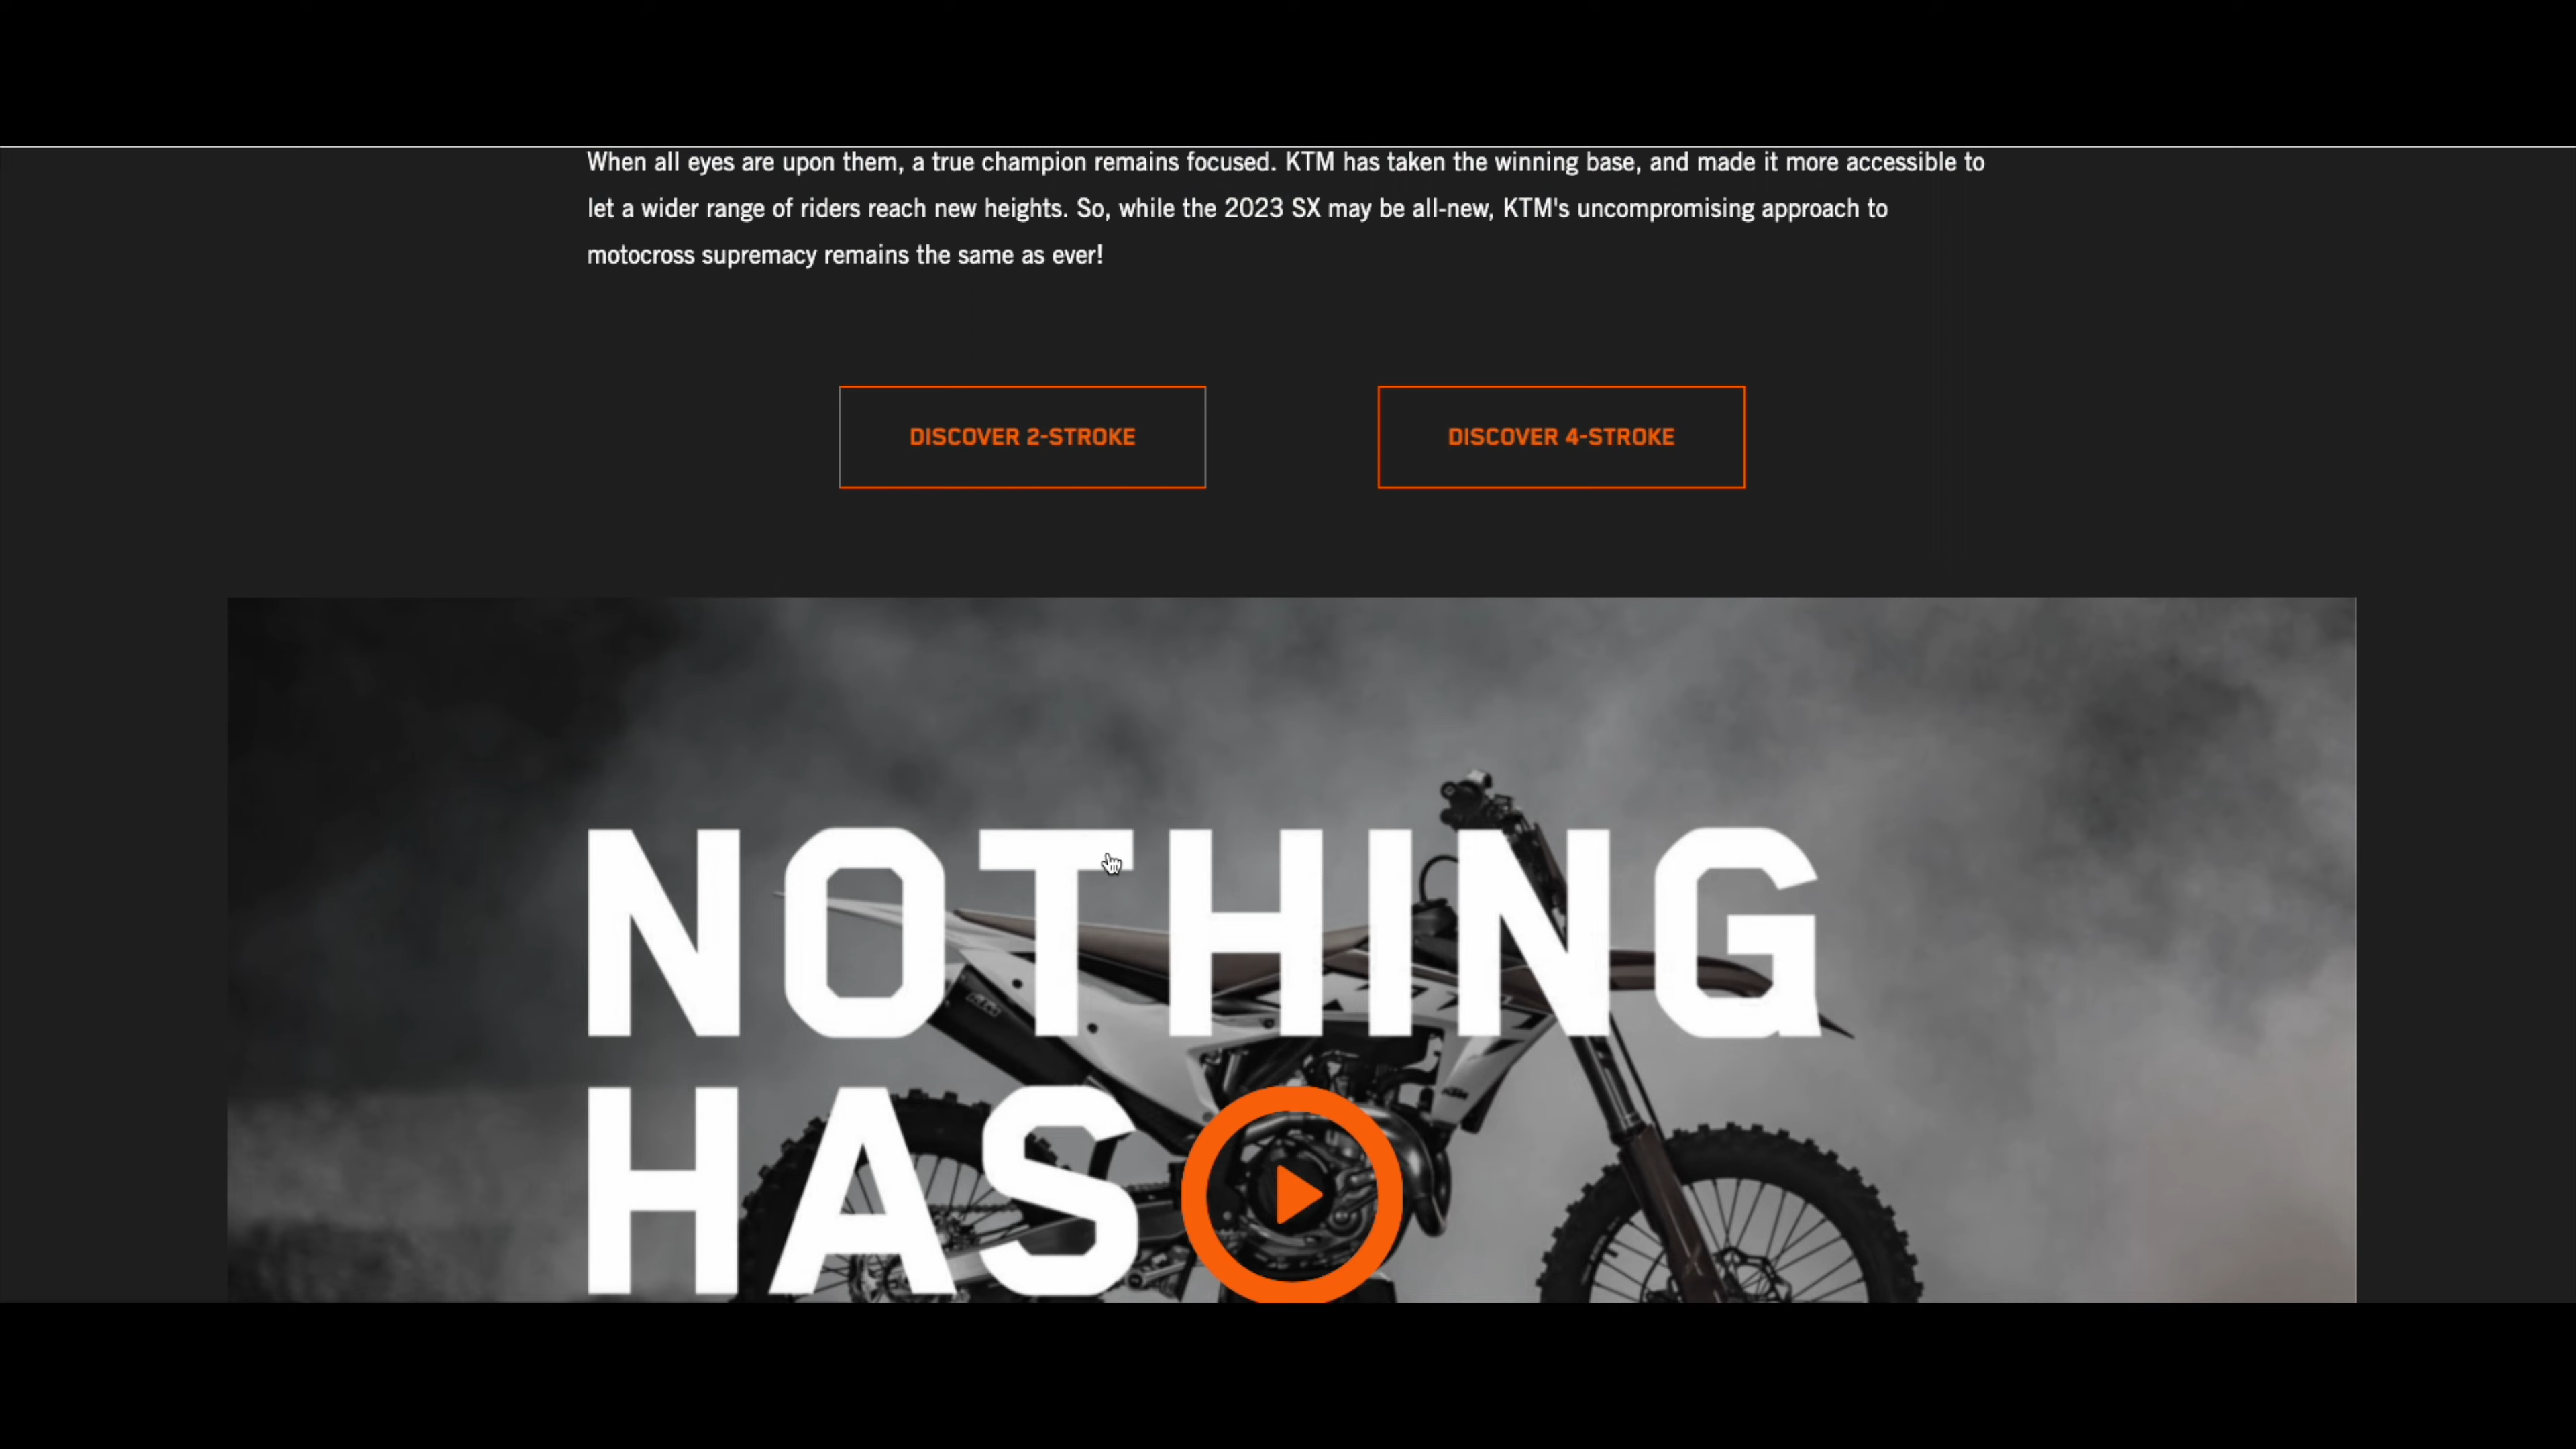 When all eyes are upon them, a true champion remains focused. KTM has taken the winning base, and made it more accessible to
let a wider range of riders reach new heights. So, while the 2023 SX may be all-new, KTM's uncompromising approach to
motocross supremacy remains the same as ever!
DISCOVER 2-STROKE
DISCOVER 4-STROKE
NOTHING
KTM
KTM
HAS